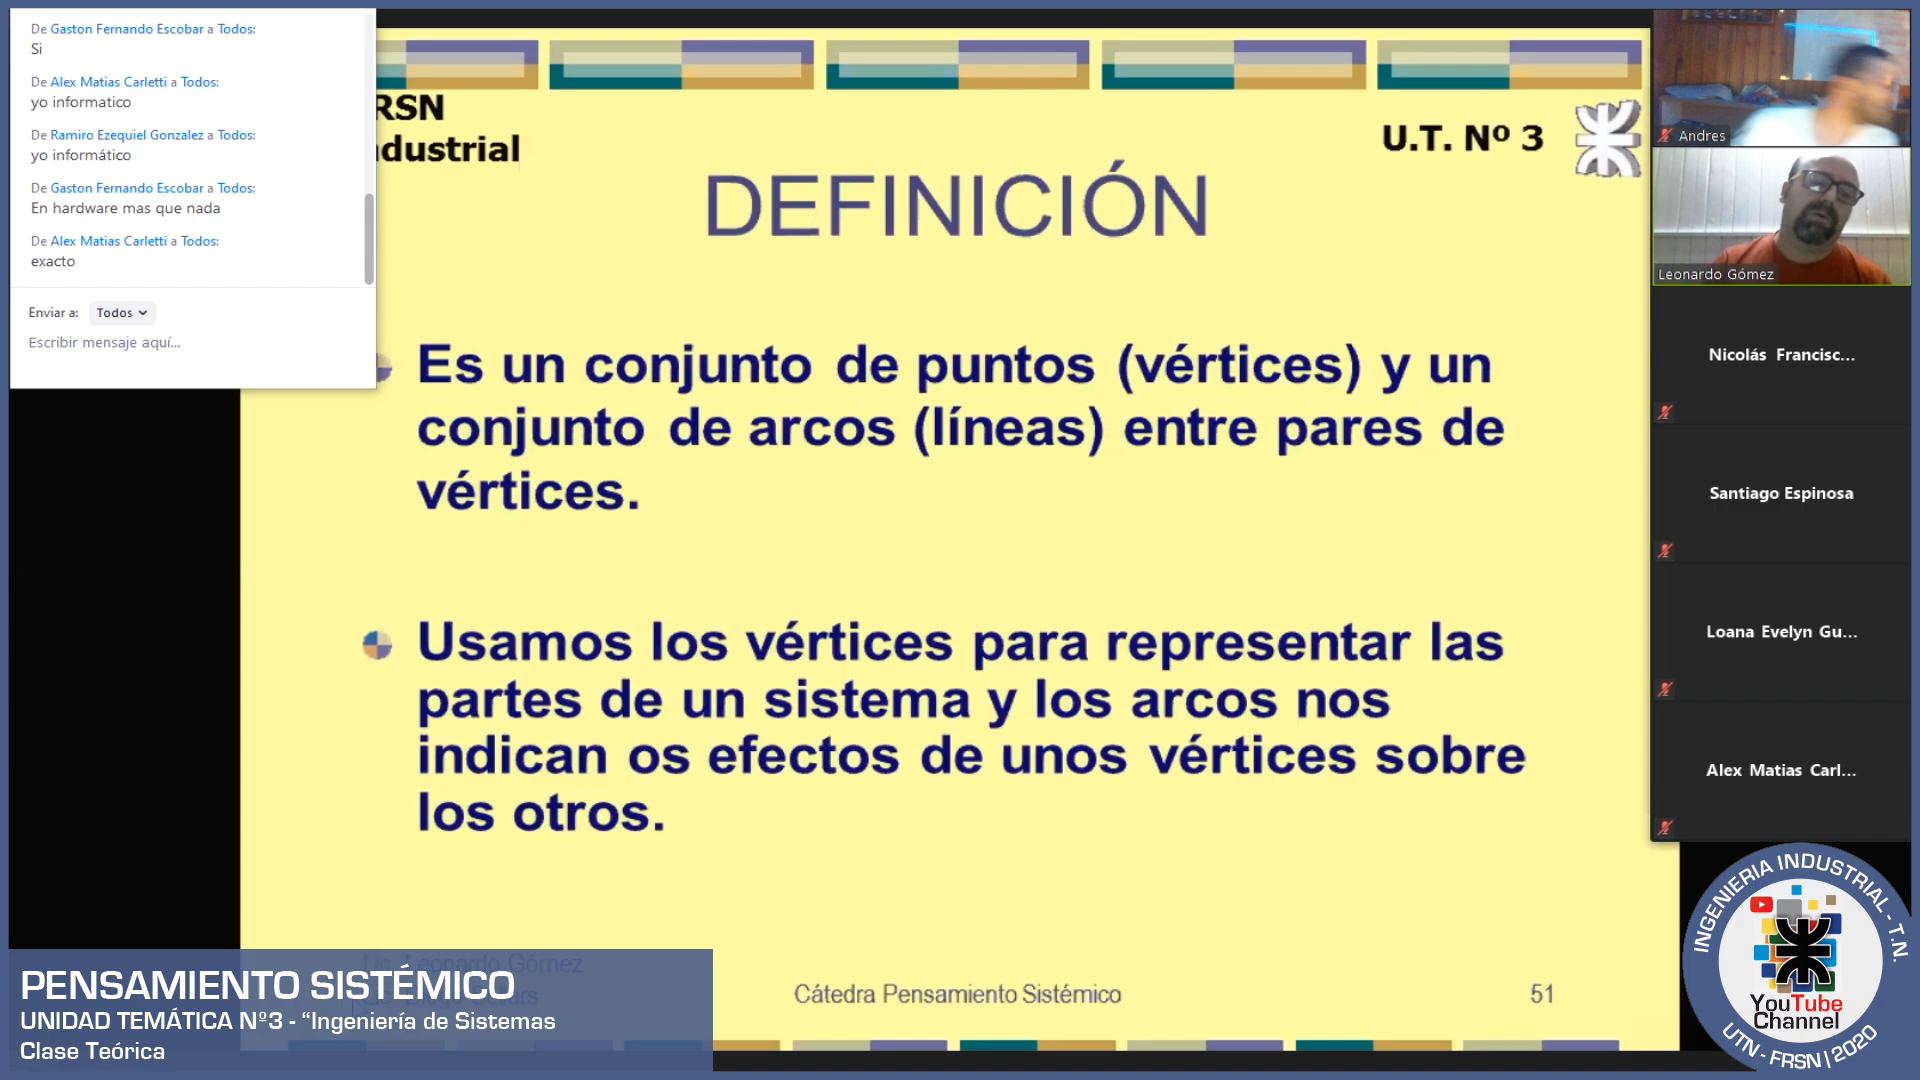 De Gaston Fernando Escobar a Todos:
Si
De Alex Matias Carletti a Todos:
yo informatico
De Ramiro Ezequiel Gonzalez a Todos:
yo informático
De Gaston Fernando Escobar a Todos:
En hardware mas que nada
De Alex Matias Carletti a Todos:
exacto
Enviar a: Todos
Escribir mensaje aquí...
RSN
dustrial
U.T. Nº 3
DEFINICIÓN
Es un conjunto de puntos (vértices) y un
conjunto de arcos (líneas) entre pares de
vértices.
Usamos los vértices para representar las
partes de un sistema y los arcos nos
indican os efectos de unos vértices sobre
los otros.
Leonardo Gómez
Cátedra Pensamiento Sistémico
51
Andres
Leonardo Gómez
Nicolás Francisc...
Santiago Espinosa
Loana Evelyn Gu...
Alex Matias Carl...
PENSAMIENTO SISTÉMICO
UNIDAD TEMÁTICA Nº3 - “Ingeniería de Sistemas
Clase Teórica
INGENIERIA INDUSTRIAL - T.N.
YouTube
Channel
UTN - FRSN | 2020